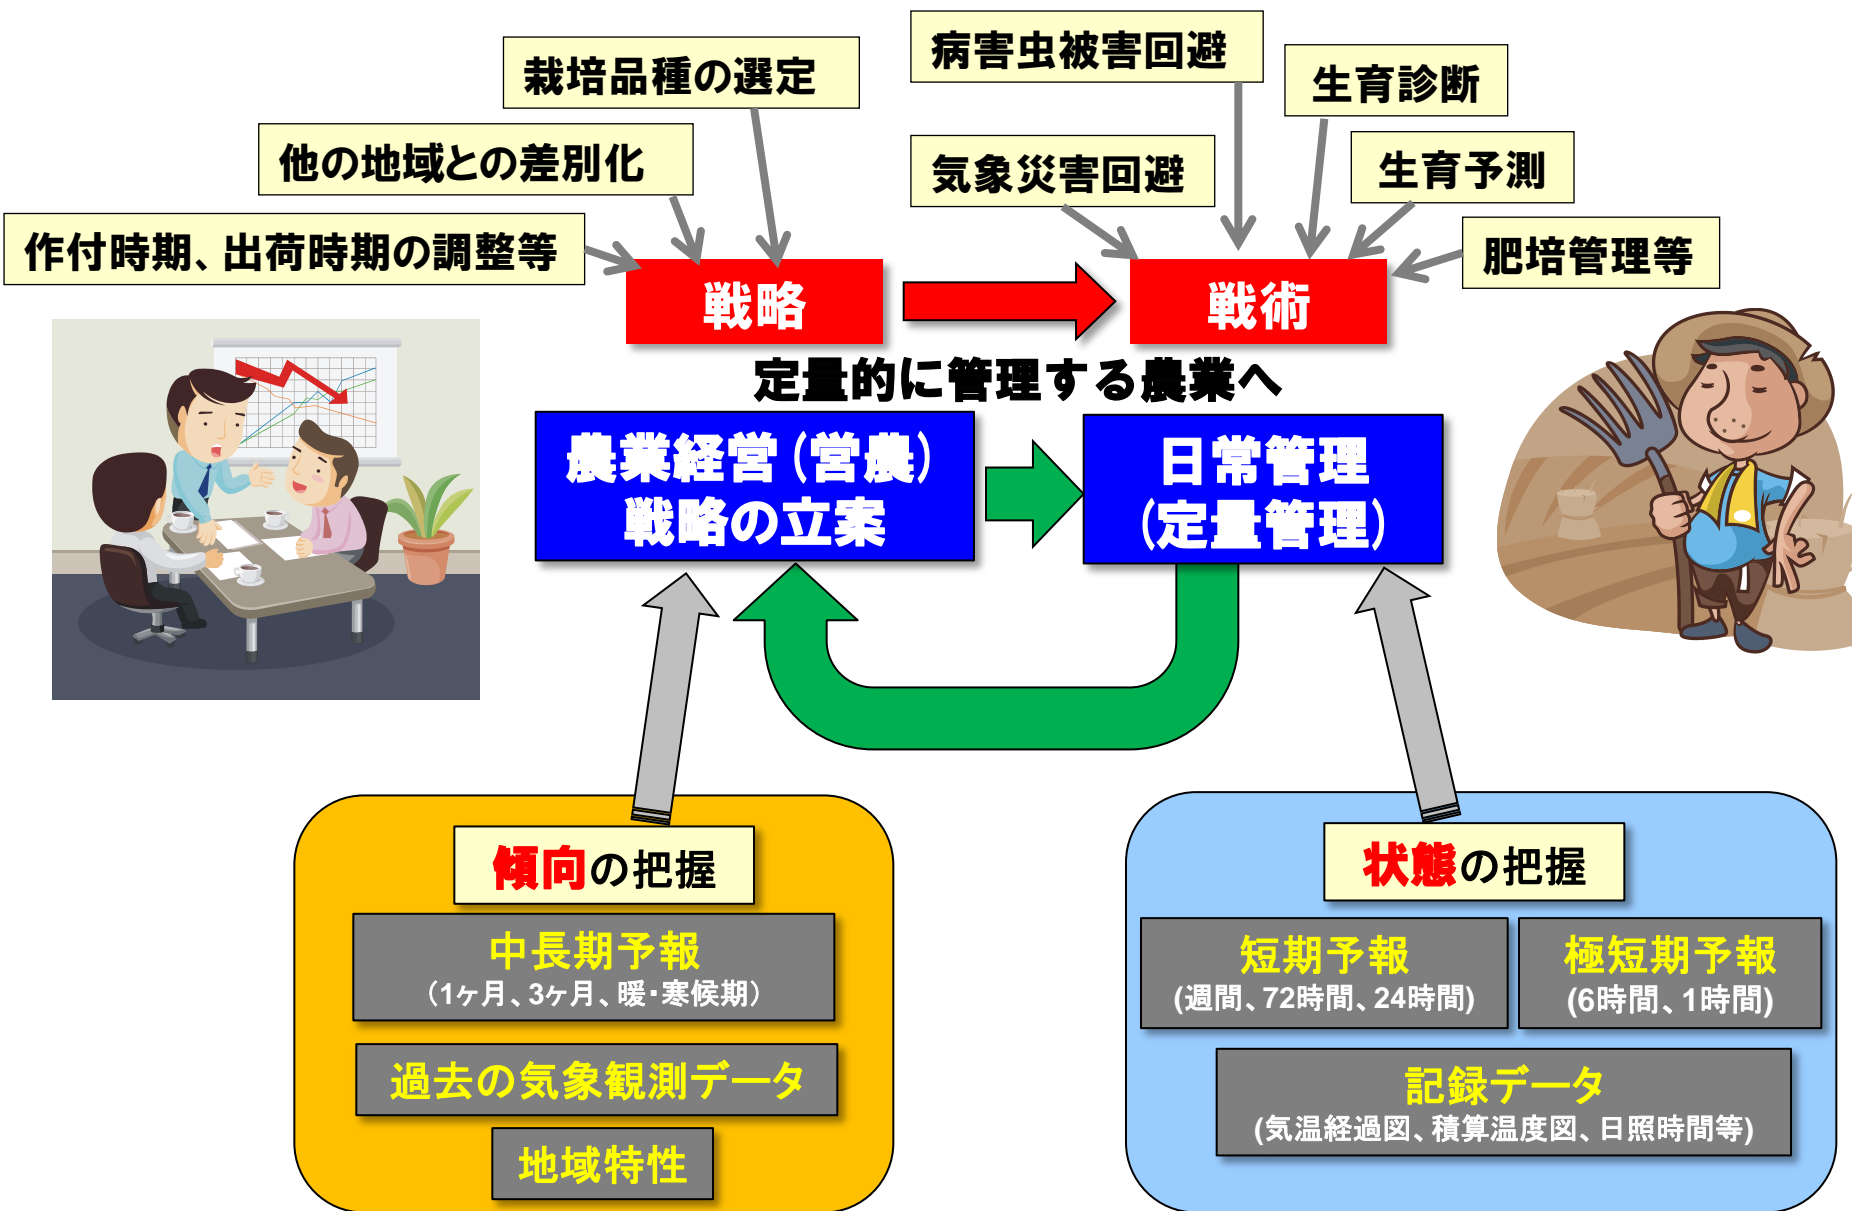 病害虫被害回避
栽培品種の選定
生育診断
他の地域との差別化
気象災害回避
生育予測
作付時期、出荷時期の調整等
肥培管理等
戦略
戦術
定量的に管理する農業へ
農業経営(営農)
戦略の立案
日常管理
(定量管理)
傾向の把握
中長期予報
(1ヶ月、3ヶ月、暖・寒候期)
過去の気象観測データ
地域特性
状態の把握
短期予報
(週間、72時間、24時間)
極短期予報
(6時間、1時間)
記録データ
(気温経過図、積算温度図、日照時間等)